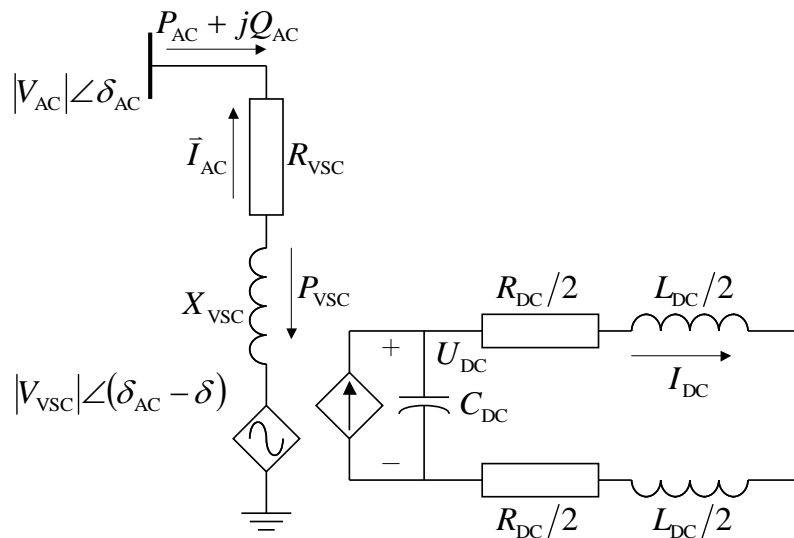 P_AC + jQ_AC
|V_AC|∠δ_AC
I⃗_AC
R_VSC
X_VSC
P_VSC
R_DC/2
L_DC/2
+
U_DC
I_DC
|V_VSC|∠(δ_AC − δ)
C_DC
−
R_DC/2
L_DC/2